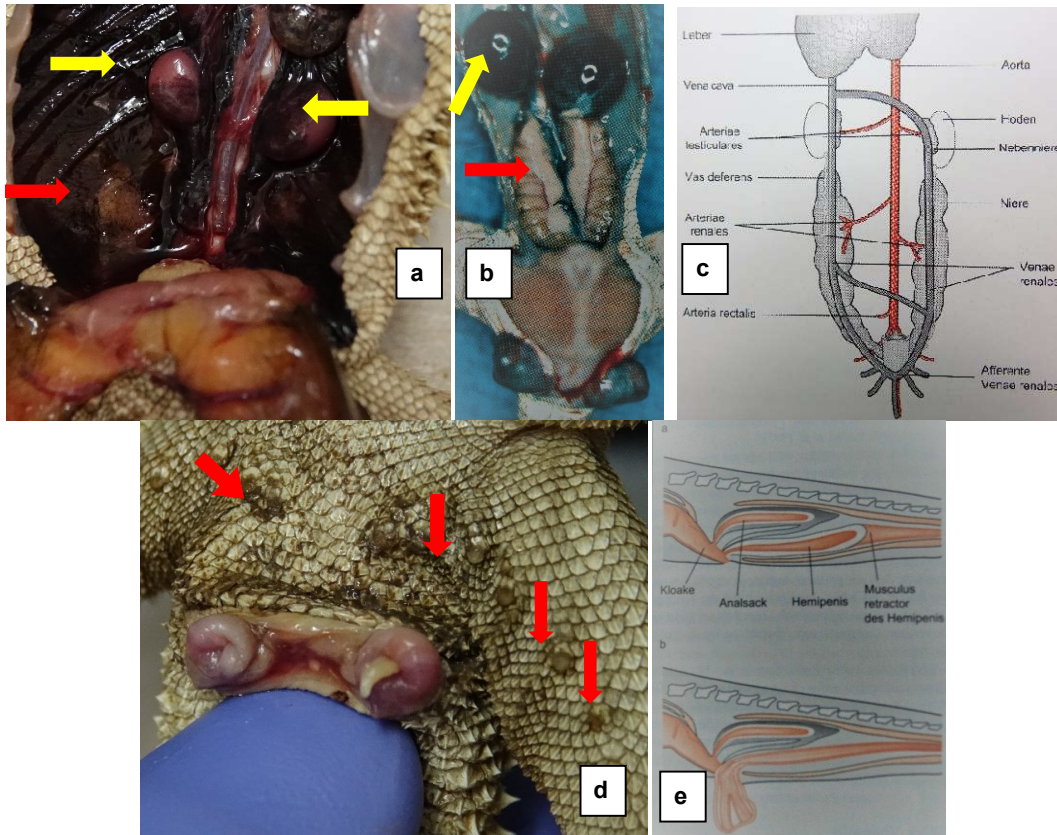 a
b
c
Leber
Vena cava
Arteriae
testiculares
Vas deferens
Arteriae
renales
Arteria rectalis
Aorta
Hoden
Nebenniere
Niere
Venae
renales
Afferante
Venae renales
d
a
Kloake
Analsack
Hemipenis
Musculus
retractor
des Hemipenis
b
e